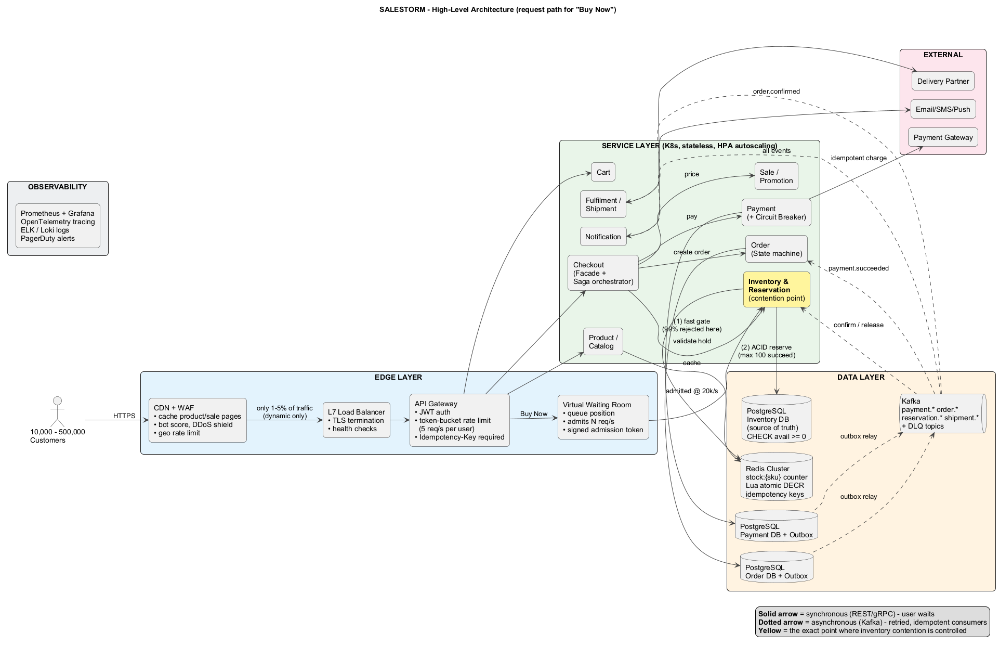 SALESTORM - High-Level Architecture (request path for "Buy Now")
EXTERNAL
Delivery Partner
Email/SMS/Push
Payment Gateway
order.confirmed
SERVICE LAYER (K8s, stateless, HPA autoscaling)
all events
idempotent charge
Cart
Fulfilment /
Shipment
Notification
Checkout
(Facade +
Saga orchestrator)
Product /
Catalog
price
pay
create order
Sale /
Promotion
Payment
(+ Circuit Breaker)
Order
(State machine)
Inventory &
Reservation
(contention point)
payment.succeeded
confirm / release
(1) fast gate
(99% rejected here)
validate hold
(2) ACID reserve
(max 100 succeed)
cache
admitted @ 20k/s
OBSERVABILITY
Prometheus + Grafana
OpenTelemetry tracing
ELK / Loki logs
PagerDuty alerts
10,000 - 500,000
Customers
HTTPS
EDGE LAYER
CDN + WAF
• cache product/sale pages
• bot score, DDoS shield
• geo rate limit
only 1-5% of traffic
(dynamic only)
L7 Load Balancer
• TLS termination
• health checks
API Gateway
• JWT auth
• token-bucket rate limit
(5 req/s per user)
• Idempotency-Key required
Buy Now
Virtual Waiting Room
• queue position
• admits N req/s
• signed admission token
DATA LAYER
PostgreSQL
Inventory DB
(source of truth)
CHECK avail >= 0
Redis Cluster
stock:{sku} counter
Lua atomic DECR
idempotency keys
PostgreSQL
Payment DB + Outbox
PostgreSQL
Order DB + Outbox
Kafka
payment.* order.*
reservation.* shipment.*
+ DLQ topics
outbox relay
outbox relay
Solid arrow = synchronous (REST/gRPC) - user waits
Dotted arrow = asynchronous (Kafka) - retried, idempotent consumers
Yellow = the exact point where inventory contention is controlled